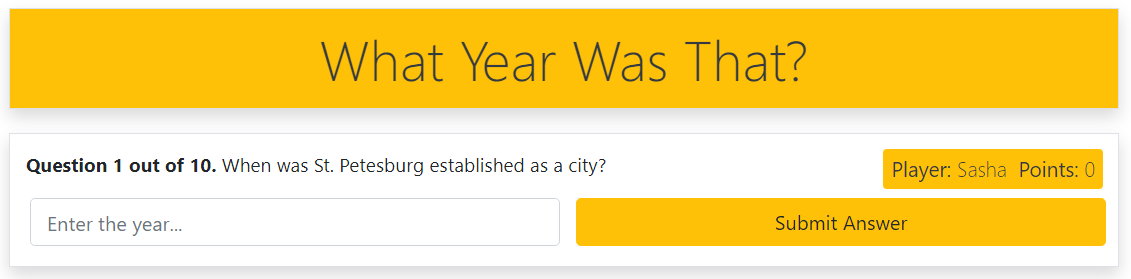 What Year Was That?
Question 1 out of 10. When was St. Petesburg established as a city?
Player: Sasha Points: 0
Enter the year...
Submit Answer